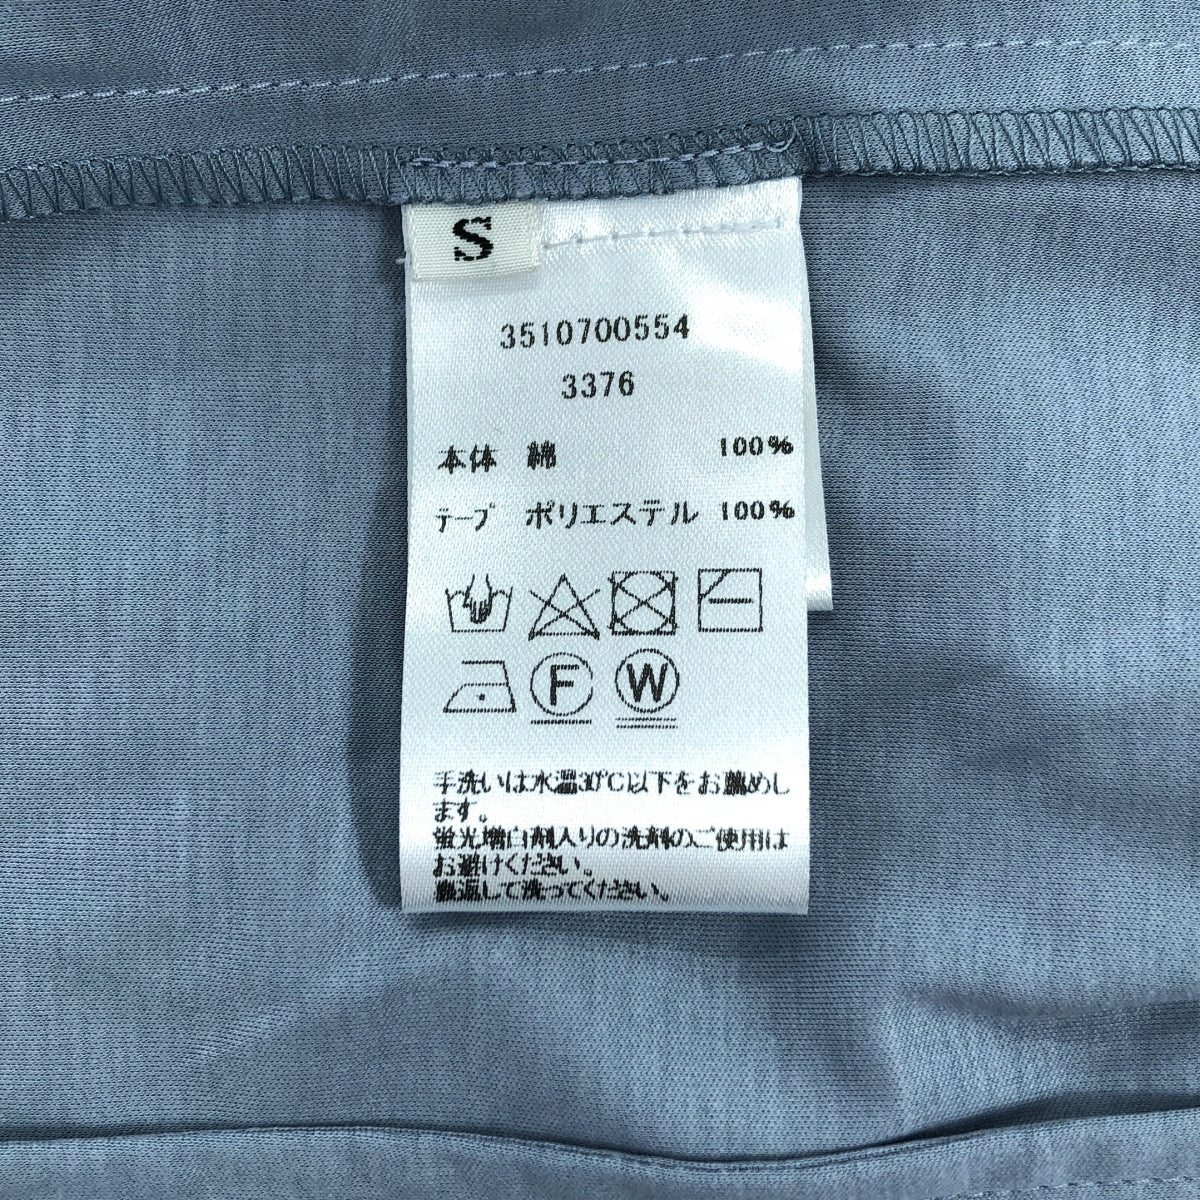 S
3510700554
3376
本体 綿 100%
テープ ポリエステル 100%
F W
手洗いは水温30℃以下をお薦めし
ます。
蛍光増白剤入りの洗剤のご使用は
お避けください。
裏返して洗ってください。